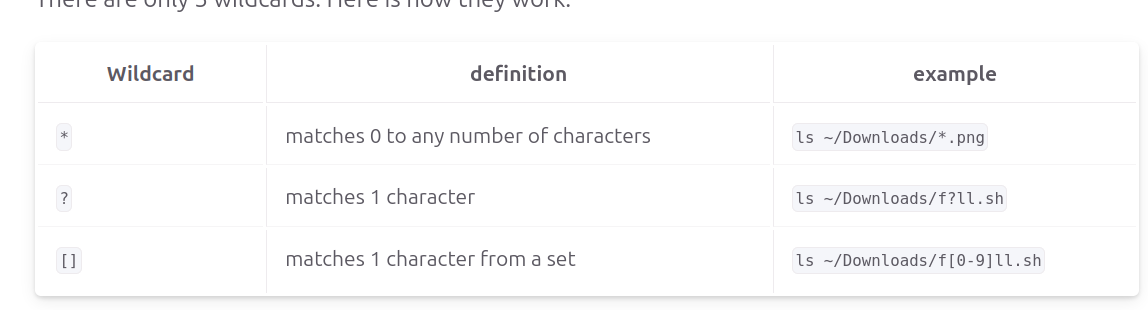 There are only 3 wildcards. Here is how they work.
Wildcard definition example
* matches 0 to any number of characters ls ~/Downloads/*.png
? matches 1 character ls ~/Downloads/f?ll.sh
[] matches 1 character from a set ls ~/Downloads/f[0-9]ll.sh